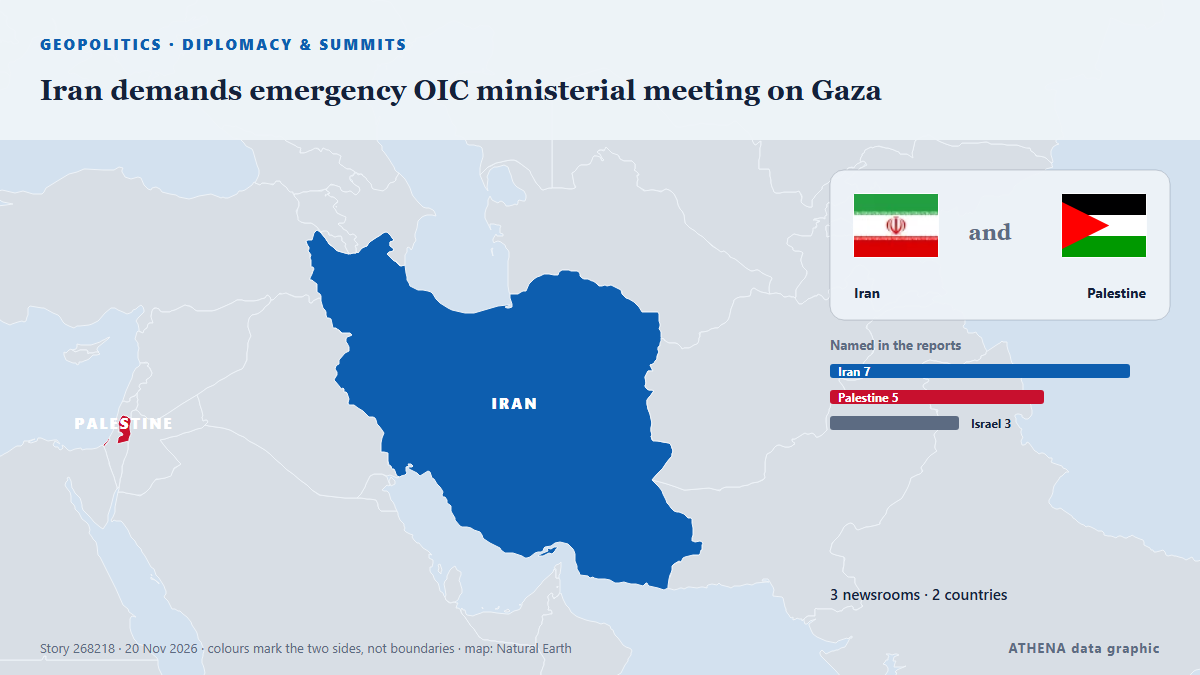 GEOPOLITICS · DIPLOMACY & SUMMITS
Iran demands emergency OIC ministerial meeting on Gaza
and
Iran
Palestine
Named in the reports
Iran 7
Palestine 5
Israel 3
IRAN
PALESTINE
3 newsrooms · 2 countries
Story 268218 · 20 Nov 2026 · colours mark the two sides, not boundaries · map: Natural Earth
ATHENA data graphic